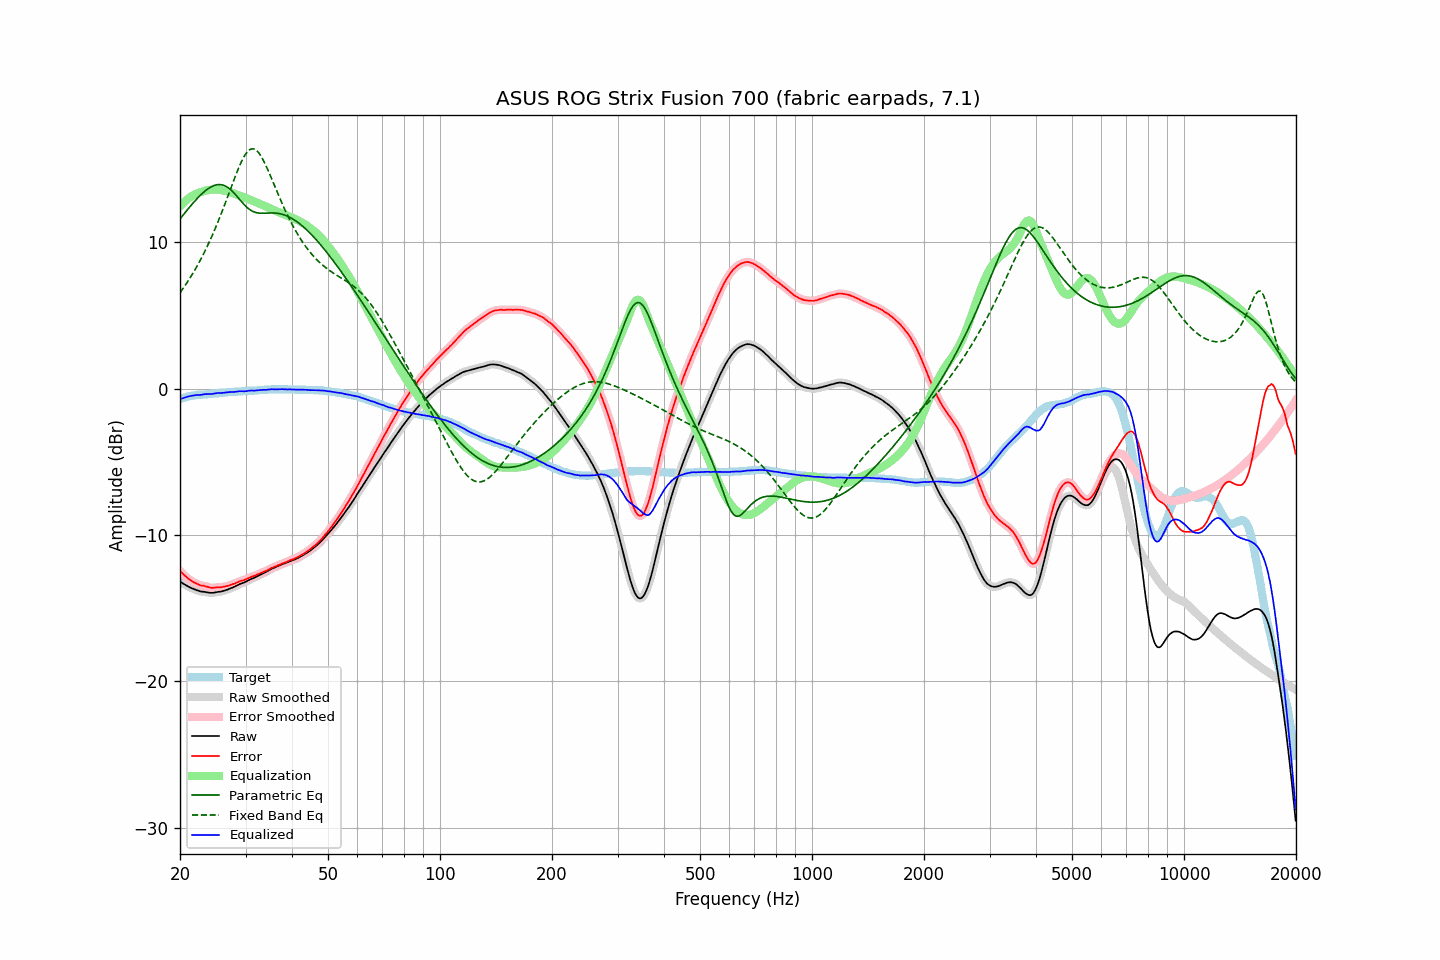 ASUS ROG Strix Fusion 700 (fabric earpads, 7.1)
Amplitude (dBr)
10
0
−10
−20
−30
Target
Raw Smoothed
Error Smoothed
Raw
Error
Equalization
Parametric Eq
Fixed Band Eq
Equalized
20 50 100 200 500 1000 2000 5000 10000 20000
Frequency (Hz)